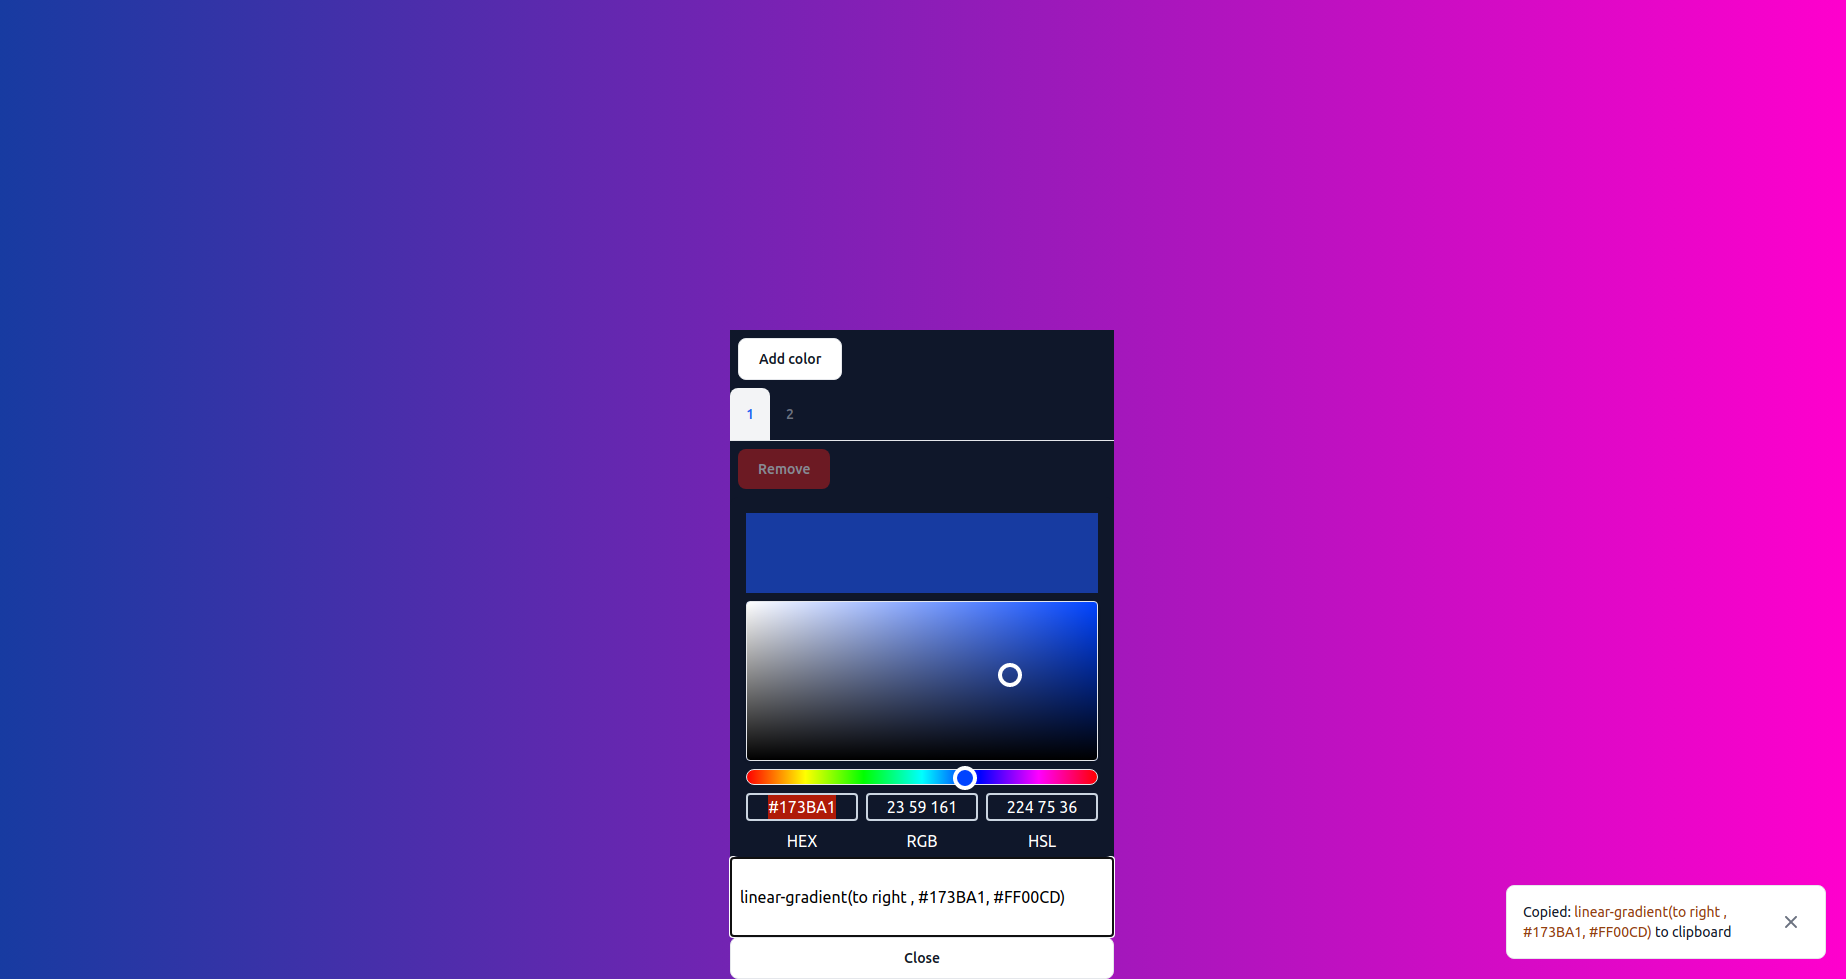 Add color
1 2
Remove
#173BA1 23 59 161 224 75 36
HEX RGB HSL
linear-gradient(to right , #173BA1, #FF00CD)
Close
Copied: linear-gradient(to right ,
#173BA1, #FF00CD) to clipboard